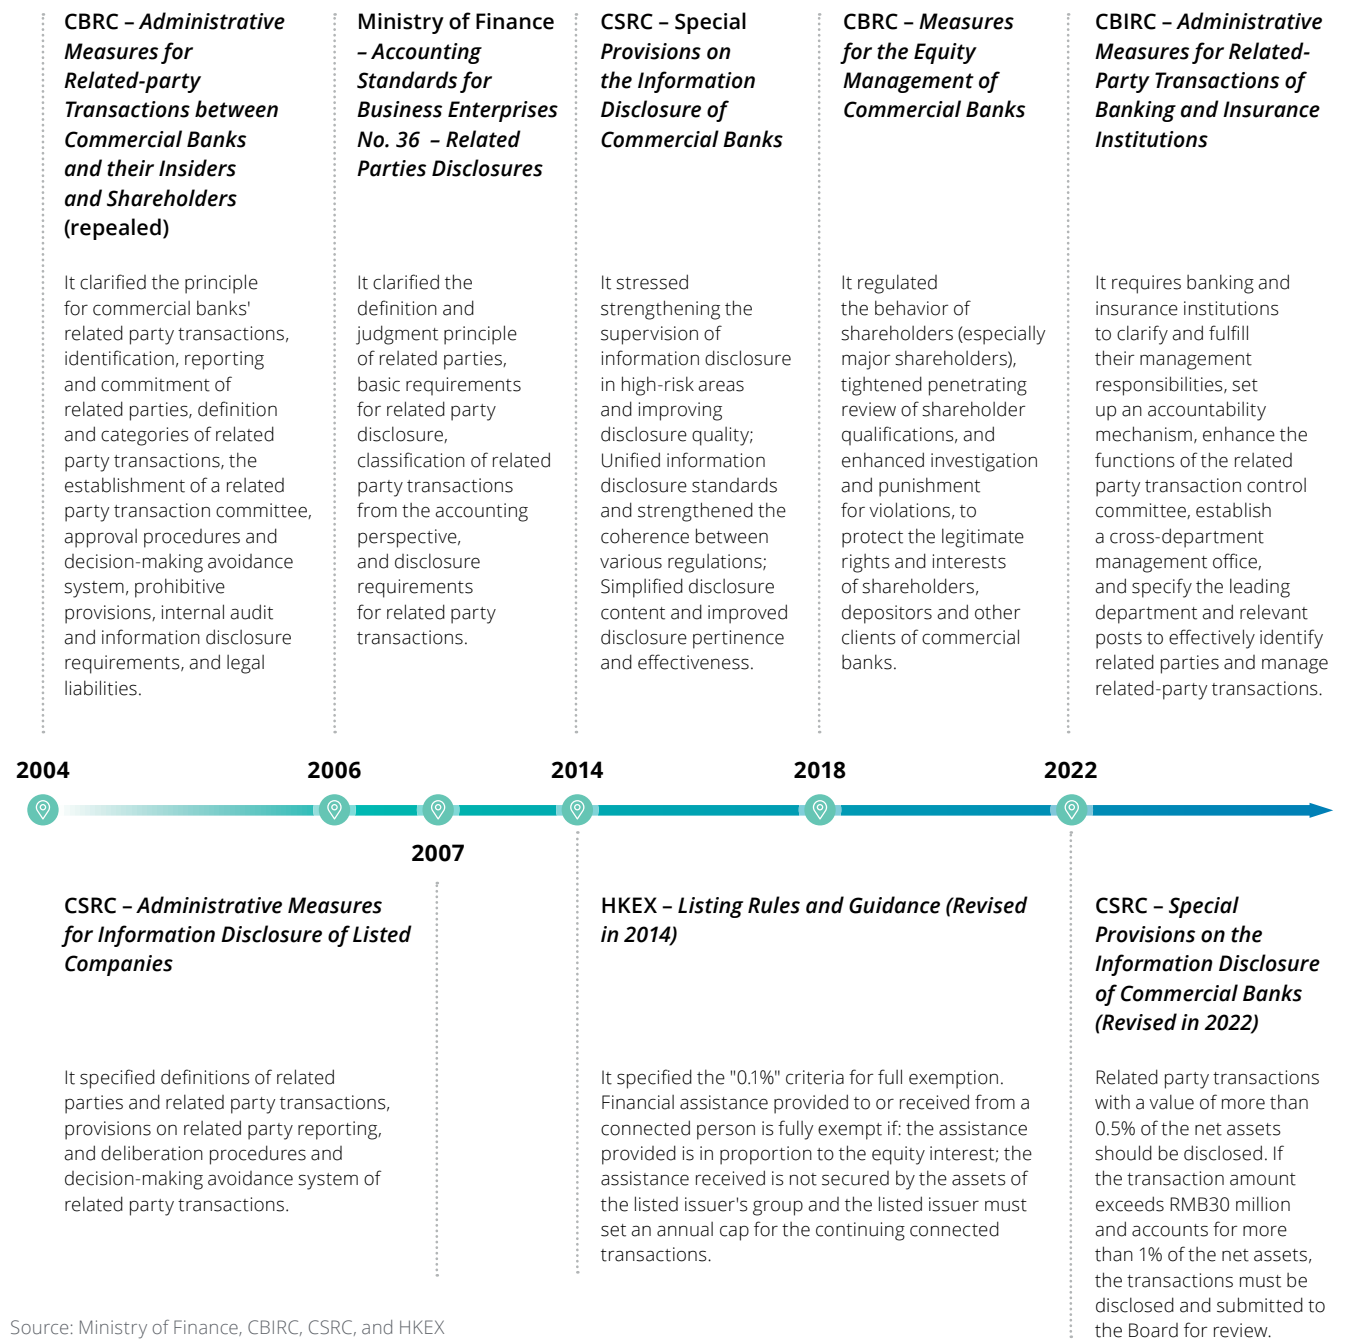 CBRC – Administrative
Measures for
Related-party
Transactions between
Commercial Banks
and their Insiders
and Shareholders
(repealed)
It clarified the principle
for commercial banks'
related party transactions,
identification, reporting
and commitment of
related parties, definition
and categories of related
party transactions, the
establishment of a related
party transaction committee,
approval procedures and
decision-making avoidance
system, prohibitive
provisions, internal audit
and information disclosure
requirements, and legal
liabilities.
Ministry of Finance
– Accounting
Standards for
Business Enterprises
No. 36 – Related
Parties Disclosures
It clarified the
definition and
judgment principle
of related parties,
basic requirements
for related party
disclosure,
classification of related
party transactions
from the accounting
perspective,
and disclosure
requirements
for related party
transactions.
CSRC – Special
Provisions on
the Information
Disclosure of
Commercial Banks
It stressed
strengthening the
supervision of
information disclosure
in high-risk areas
and improving
disclosure quality;
Unified information
disclosure standards
and strengthened the
coherence between
various regulations;
Simplified disclosure
content and improved
disclosure pertinence
and effectiveness.
CBRC – Measures
for the Equity
Management of
Commercial Banks
It regulated
the behavior of
shareholders (especially
major shareholders),
tightened penetrating
review of shareholder
qualifications, and
enhanced investigation
and punishment
for violations, to
protect the legitimate
rights and interests
of shareholders,
depositors and other
clients of commercial
banks.
CBIRC – Administrative
Measures for Related-
Party Transactions of
Banking and Insurance
Institutions
It requires banking and
insurance institutions
to clarify and fulfill
their management
responsibilities, set
up an accountability
mechanism, enhance the
functions of the related
party transaction control
committee, establish
a cross-department
management office,
and specify the leading
department and relevant
posts to effectively identify
related parties and manage
related-party transactions.
2004
2006
2014
2018
2022
2007
CSRC – Administrative Measures
for Information Disclosure of Listed
Companies
It specified definitions of related
parties and related party transactions,
provisions on related party reporting,
and deliberation procedures and
decision-making avoidance system of
related party transactions.
HKEX – Listing Rules and Guidance (Revised
in 2014)
It specified the "0.1%" criteria for full exemption.
Financial assistance provided to or received from a
connected person is fully exempt if: the assistance
provided is in proportion to the equity interest; the
assistance received is not secured by the assets of
the listed issuer's group and the listed issuer must
set an annual cap for the continuing connected
transactions.
CSRC – Special
Provisions on the
Information Disclosure
of Commercial Banks
(Revised in 2022)
Related party transactions
with a value of more than
0.5% of the net assets
should be disclosed. If
the transaction amount
exceeds RMB30 million
and accounts for more
than 1% of the net assets,
the transactions must be
disclosed and submitted to
the Board for review.
Source: Ministry of Finance, CBIRC, CSRC, and HKEX